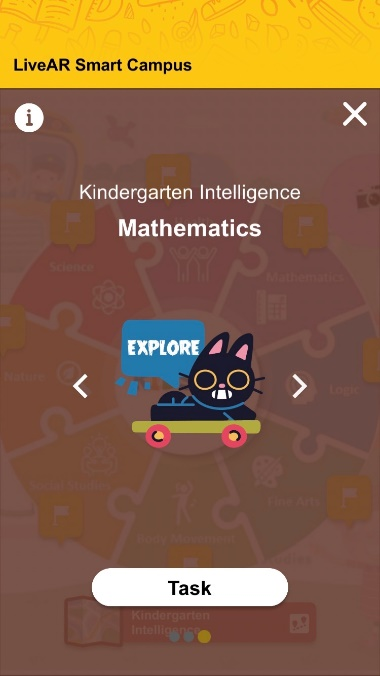 LiveAR Smart Campus
Kindergarten Intelligence
Mathematics
Science
Mathematics
EXPLORE
Nature
Logic
Social Studies
Fine Arts
Body Movement
Task
Kindergarten
Intelligence